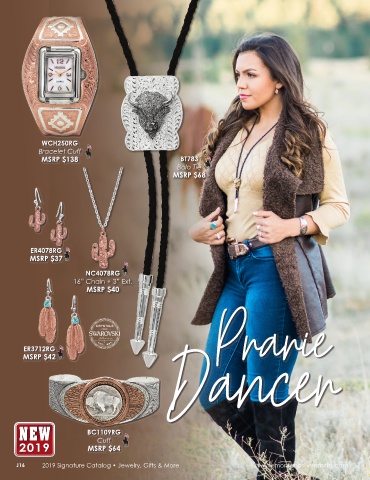 WCH250RG
Bracelet Cuff
MSRP $138
BT783
Bolo Tie
MSRP $68
ER4078RG
MSRP $37
NC4078RG
16" Chain + 3" Ext.
MSRP $40
ER3712RG
MSRP $42
SWAROVSKI
Prarie
Dancer
BC1109RG
Cuff
MSRP $64
NEW
2019
J16 2019 Signature Catalog • Jewelry, Gifts & More